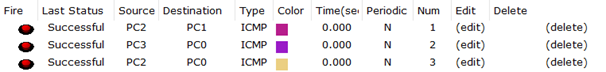 Fire Last Status Source Destination Type Color Time(sec Periodic Num Edit Delete
Successful PC2 PC1 ICMP 0.000 N 1 (edit) (delete)
Successful PC3 PC0 ICMP 0.000 N 2 (edit) (delete)
Successful PC2 PC0 ICMP 0.000 N 3 (edit) (delete)